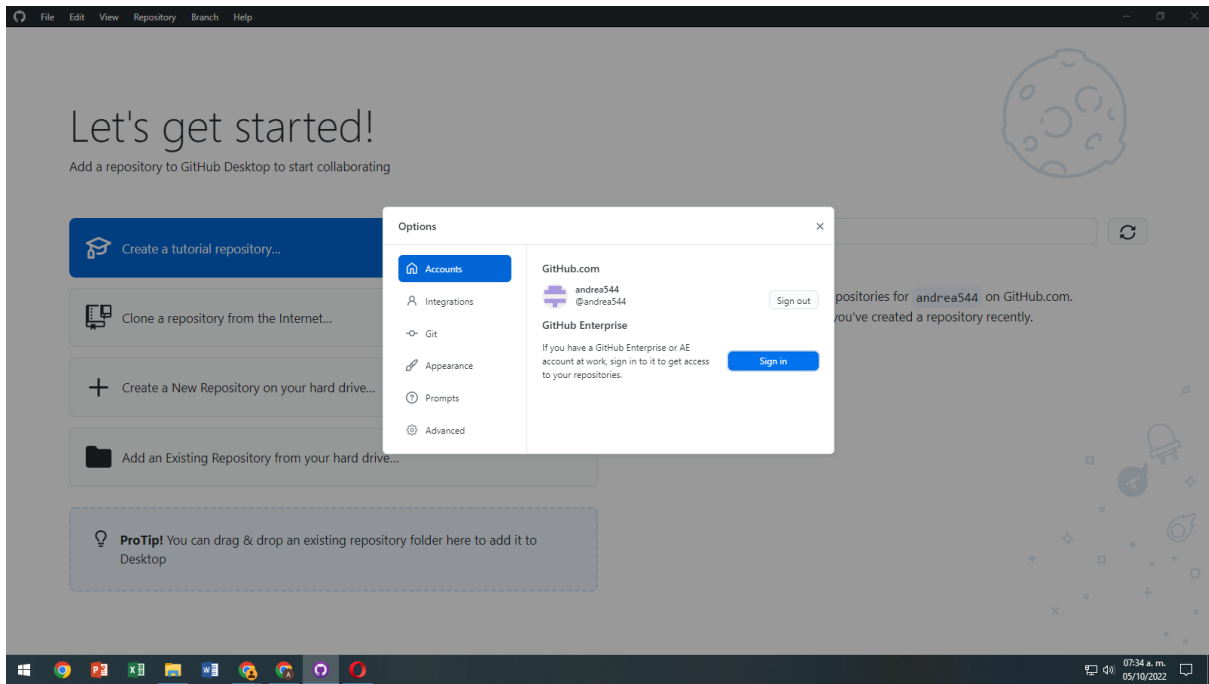 File Edit View Repository Branch Help
Let's get started!
Add a repository to GitHub Desktop to start collaborating
Create a tutorial repository...
Clone a repository from the Internet...
Create a New Repository on your hard drive...
Add an Existing Repository from your hard drive...
ProTip! You can drag & drop an existing repository folder here to add it to
Desktop
Options
Accounts
Integrations
Git
Appearance
Prompts
Advanced
GitHub.com
andrea544
@andrea544
Sign out
GitHub Enterprise
If you have a GitHub Enterprise or AE
account at work, sign in to it to get access
to your repositories.
Sign in
positories for andrea544 on GitHub.com.
you've created a repository recently.
07:34 a. m.
05/10/2022